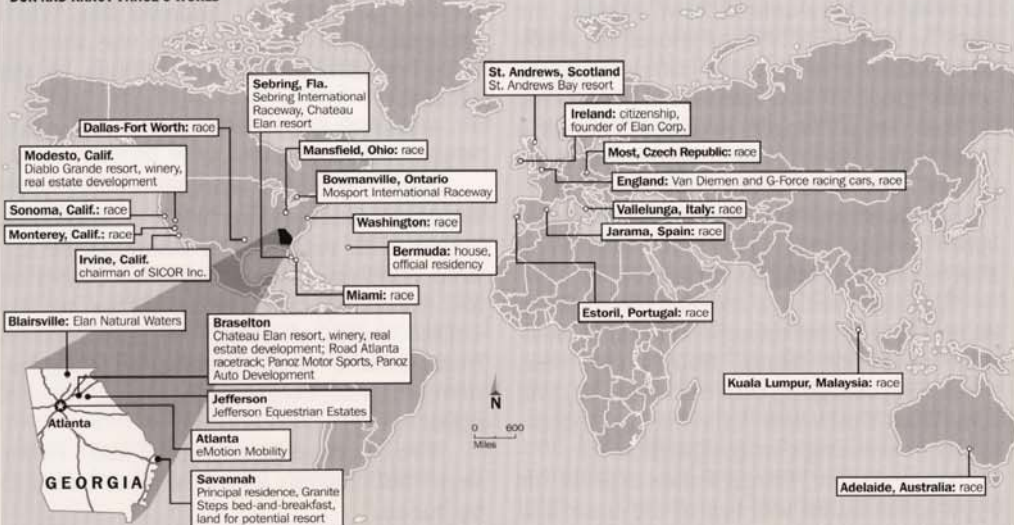 DON AND NANCY PANOZ'S WORLD
Sebring, Fla.
Sebring International
Raceway, Chateau
Elan resort
St. Andrews, Scotland
St. Andrews Bay resort
Ireland: citizenship,
founder of Elan Corp.
Dallas-Fort Worth: race
Mansfield, Ohio: race
Most, Czech Republic: race
Modesto, Calif.
Diablo Grande resort, winery,
real estate development
Bowmanville, Ontario
Mosport International Raceway
England: Van Diemen and G-Force racing cars, race
Sonoma, Calif.: race
Washington: race
Vallelunga, Italy: race
Monterey, Calif.: race
Jarama, Spain: race
Irvine, Calif.
chairman of SICOR Inc.
Bermuda: house,
official residency
Miami: race
Estoril, Portugal: race
Blairsville: Elan Natural Waters
Braselton
Chateau Elan resort, winery, real
estate development; Road Atlanta
racetrack; Panoz Motor Sports, Panoz
Auto Development
Kuala Lumpur, Malaysia: race
Jefferson
Jefferson Equestrian Estates
N
0 600
Miles
Atlanta
Atlanta
eMotion Mobility
GEORGIA
Savannah
Principal residence, Granite
Steps bed-and-breakfast,
land for potential resort
Adelaide, Australia: race